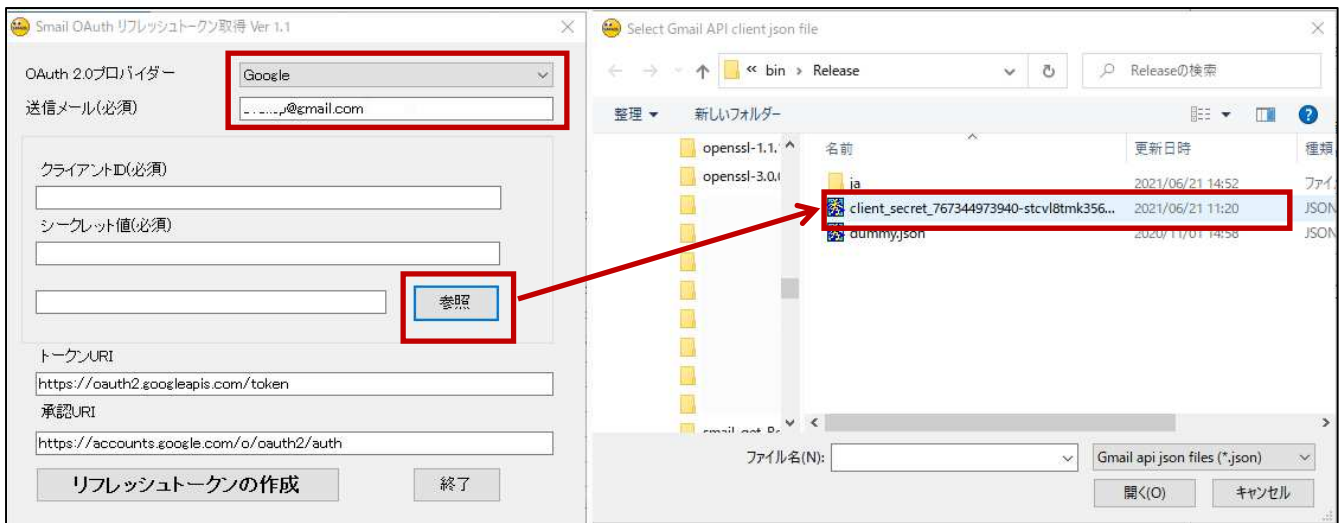 Smail OAuth リフレッシュトークン取得 Ver 1.1
OAuth 2.0プロバイダー
Google
送信メール(必須)
@gmail.com
クライアントID(必須)
シークレット値(必須)
参照
トークンURI
https://oauth2.googleapis.com/token
承認URI
https://accounts.google.com/o/oauth2/auth
リフレッシュトークンの作成
終了
Select Gmail API client json file
« bin › Release
Releaseの検索
整理
新しいフォルダー
openssl-1.1.
openssl-3.0.
名前
更新日時
種類
ja
2021/06/21 14:52
ファイ
client_secret_767344973940-stcvl8tmk356...
2021/06/21 11:20
JSON
dummy.json
2020/11/01 14:58
JSON
ファイル名(N):
Gmail api json files (*.json)
開く(O)
キャンセル